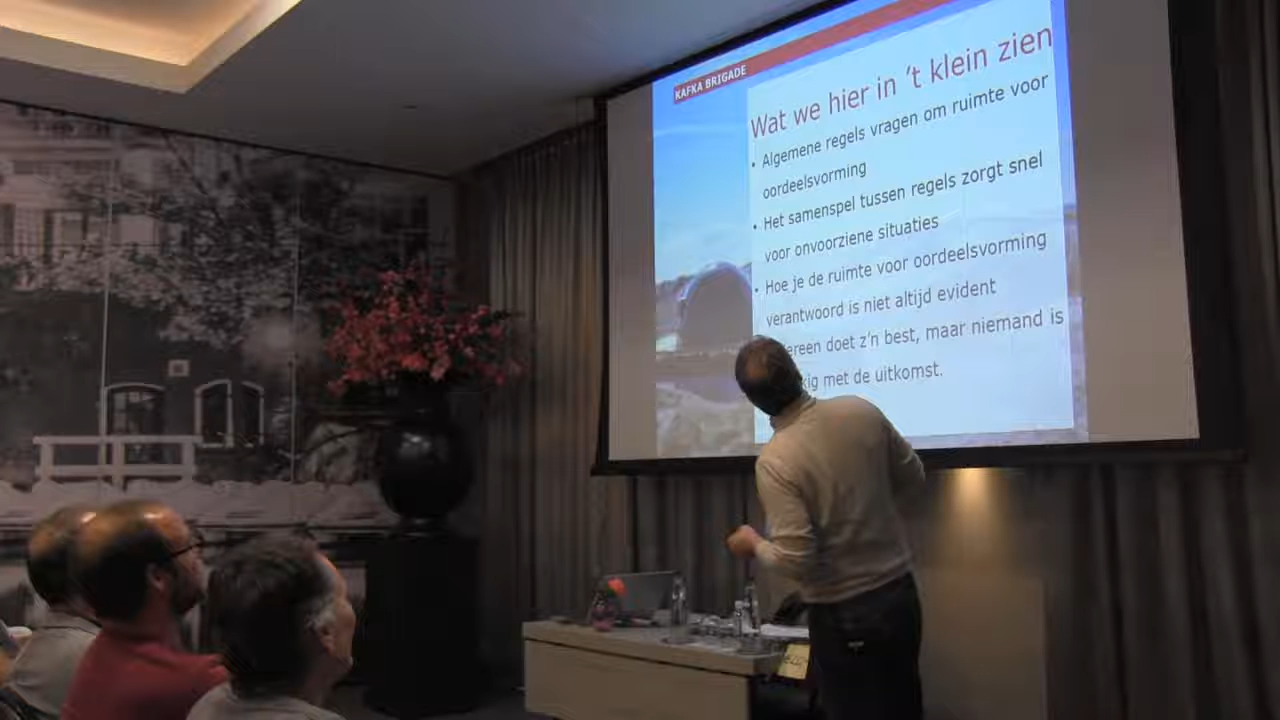 KAFKA BRIGADE
Wat we hier in ‘t klein zien
• Algemene regels vragen om ruimte voor
oordeelsvorming
• Het samenspel tussen regels zorgt snel
voor onvoorziene situaties
• Hoe je de ruimte voor oordeelsvorming
verantwoord is niet altijd evident
doet z’n best, maar niemand is
met de uitkomst.